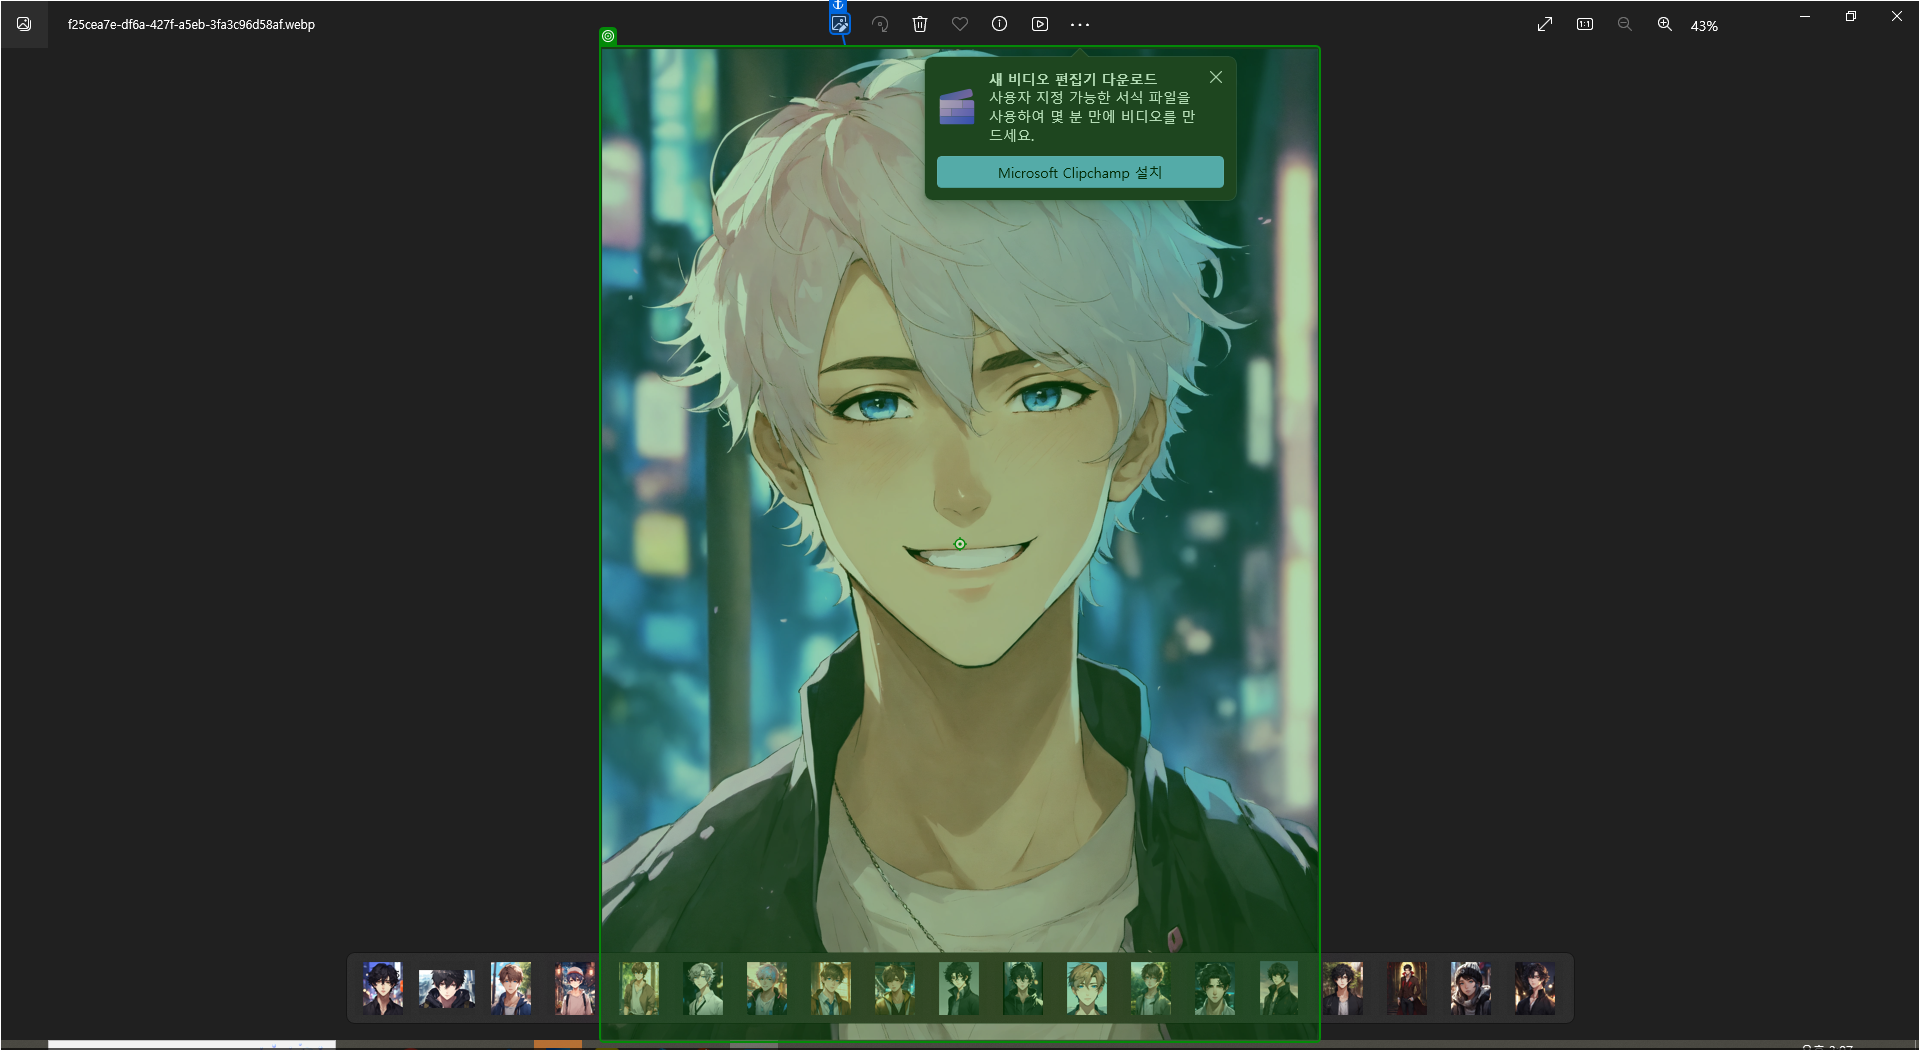 f25cea7e-df6a-427f-a5eb-3fa3c96d58af.webp
43%
새 비디오 편집기 다운로드
사용자 지정 가능한 서식 파일을
사용하여 몇 분 만에 비디오를 만
드세요.
Microsoft Clipchamp 설치